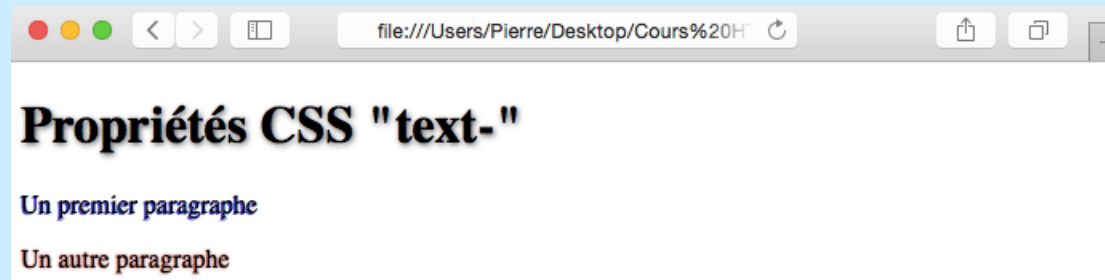 file:///Users/Pierre/Desktop/Cours%20H
Propriétés CSS "text-"
Un premier paragraphe
Un autre paragraphe